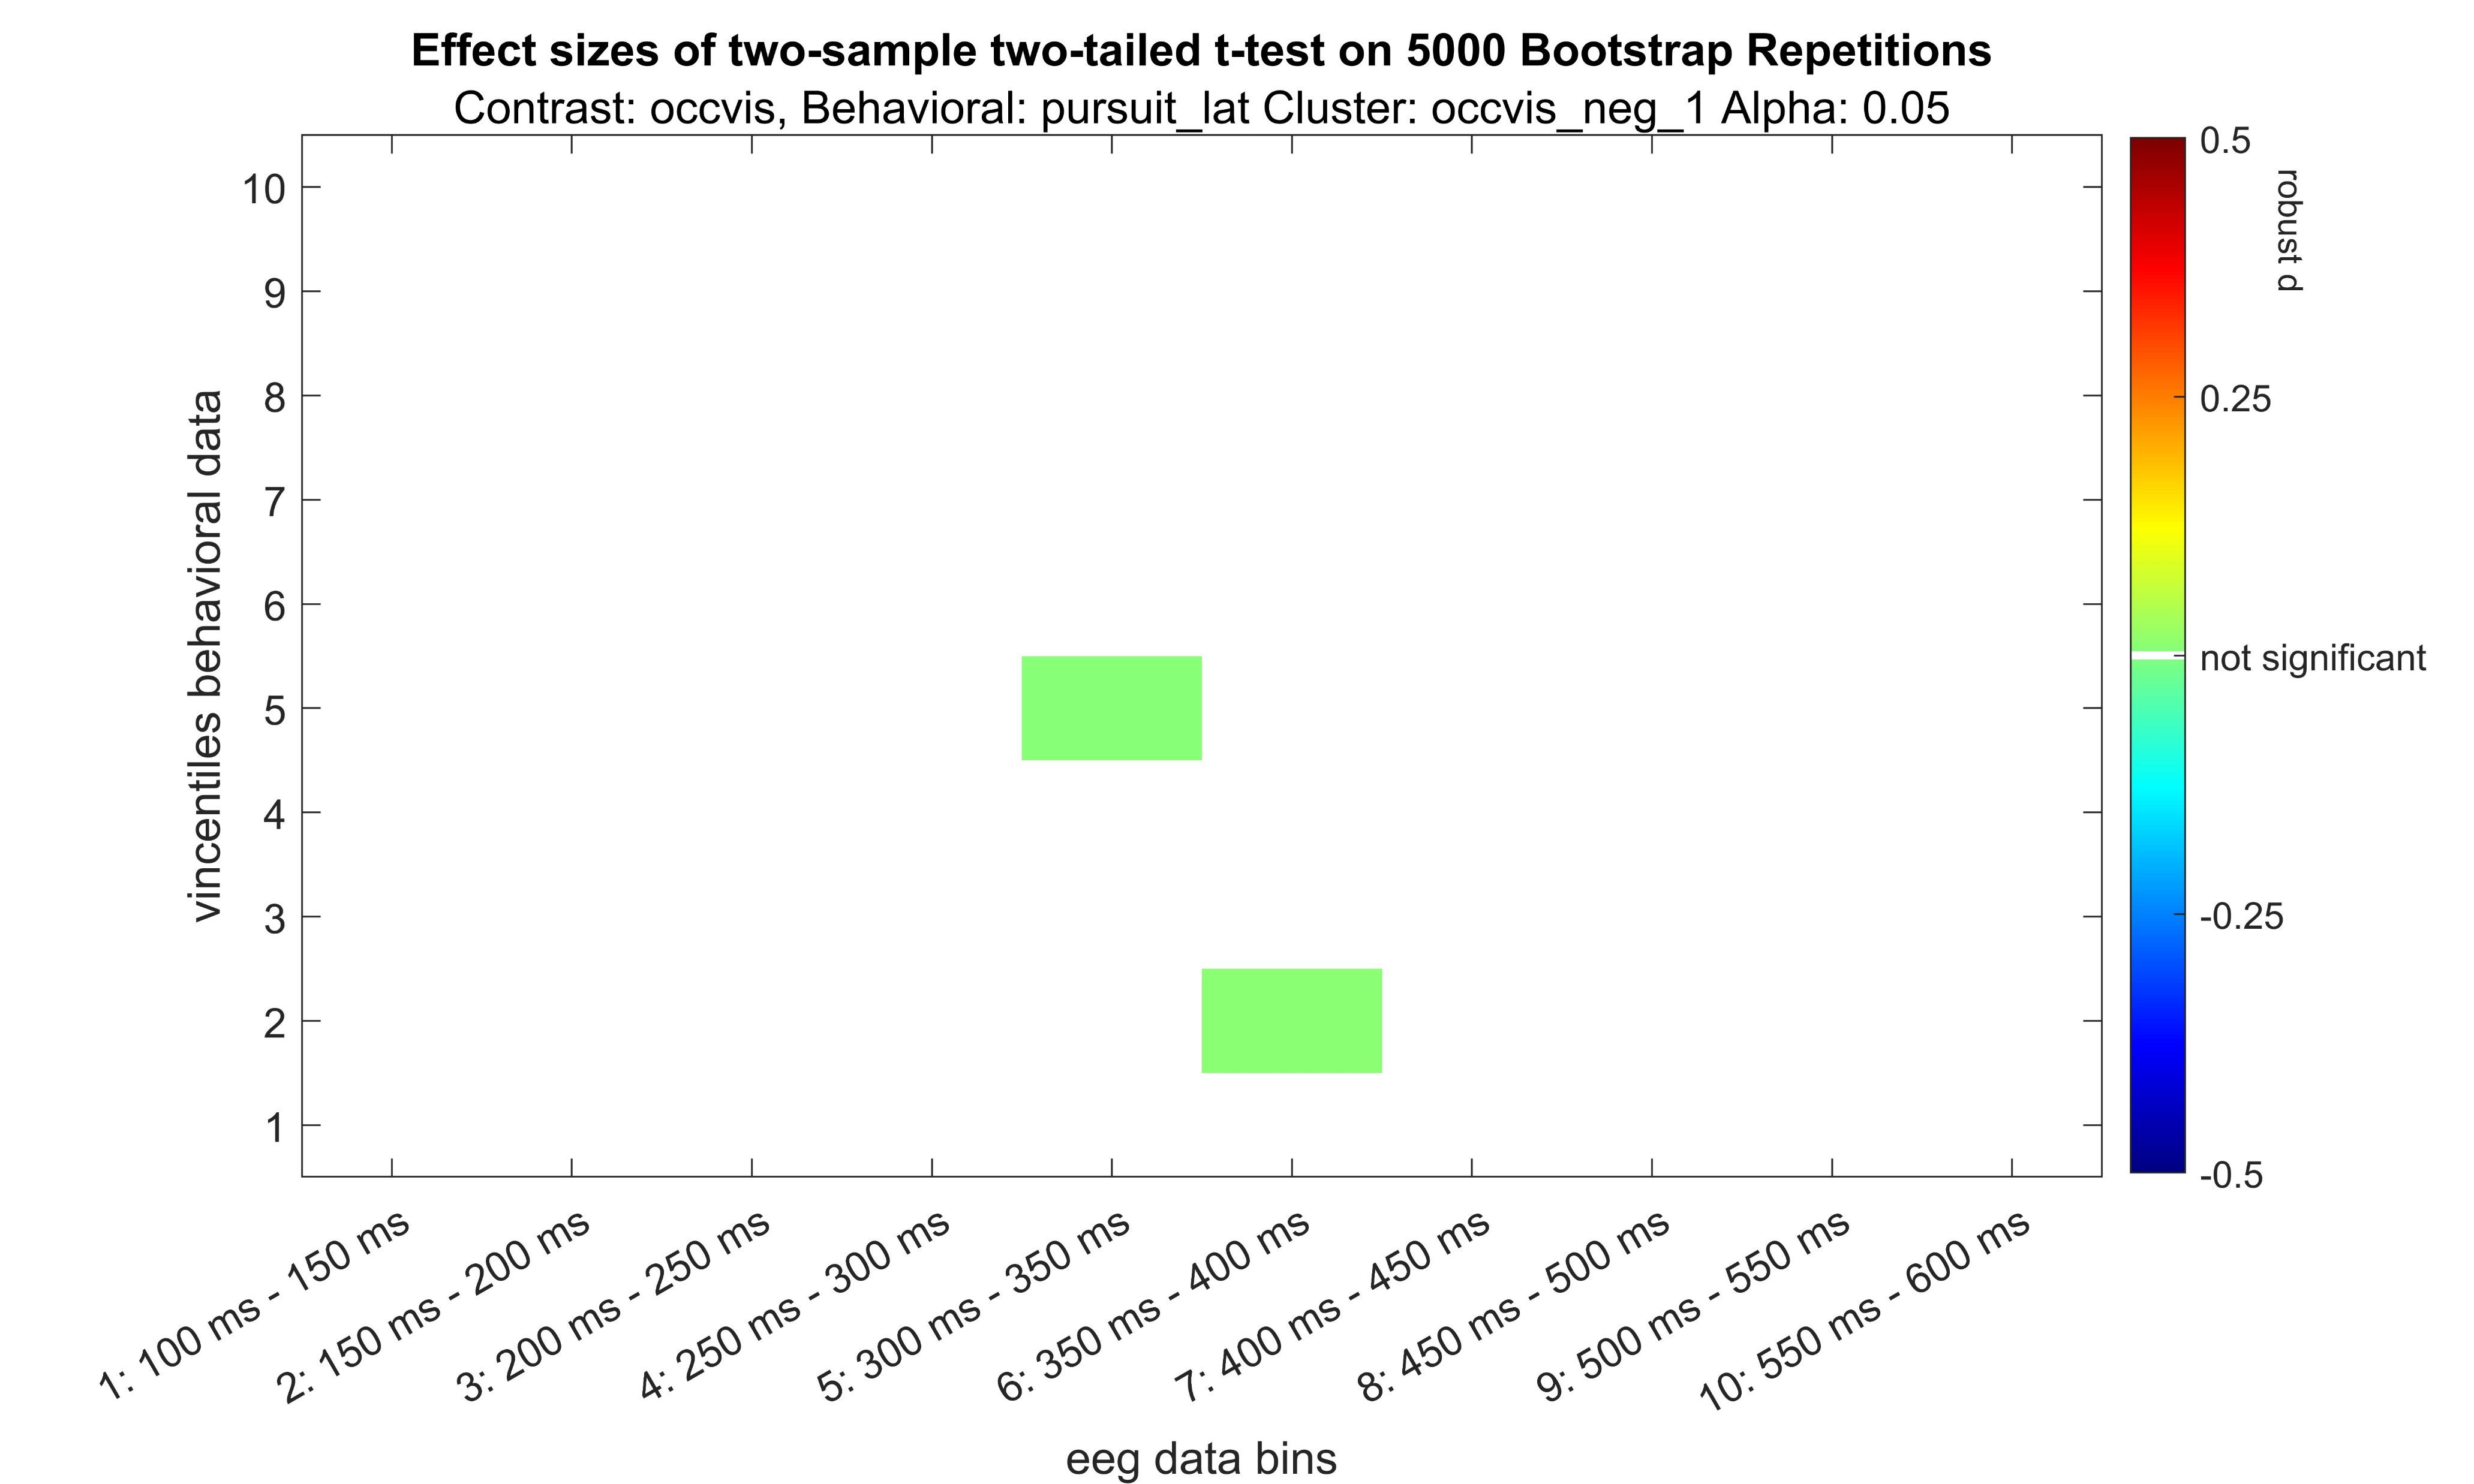 Effect sizes of two-sample two-tailed t-test on 5000 Bootstrap Repetitions
Contrast: occvis, Behavioral: pursuit_lat Cluster: occvis_neg_1 Alpha: 0.05
vincentiles behavioral data
10
9
8
7
6
5
4
3
2
1
1: 100 ms - 150 ms
2: 150 ms - 200 ms
3: 200 ms - 250 ms
4: 250 ms - 300 ms
5: 300 ms - 350 ms
6: 350 ms - 400 ms
7: 400 ms - 450 ms
8: 450 ms - 500 ms
9: 500 ms - 550 ms
10: 550 ms - 600 ms
eeg data bins
0.5
0.25
not significant
-0.25
-0.5
robust d